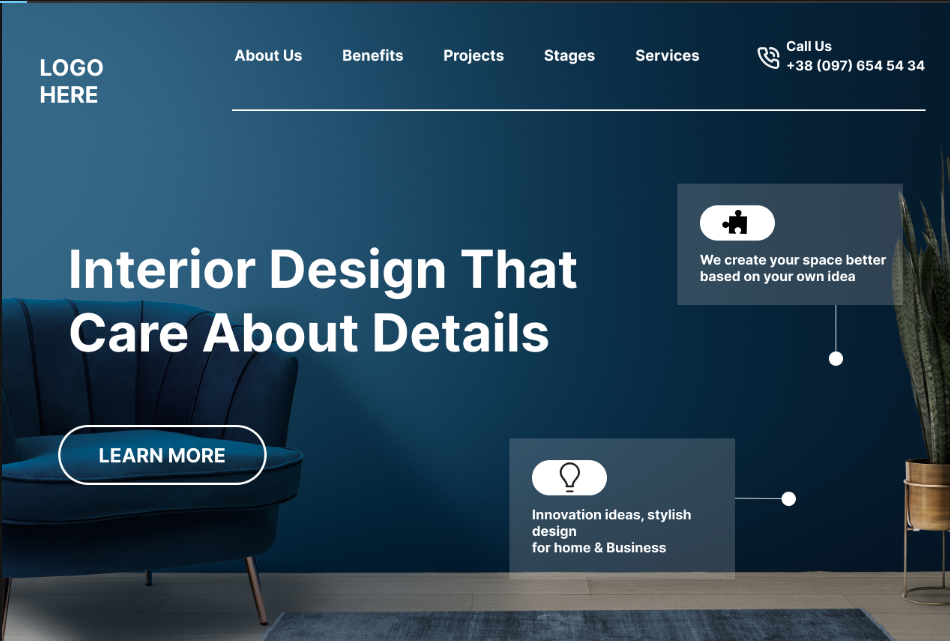 LOGO
HERE
About Us
Benefits
Projects
Stages
Services
Call Us
+38 (097) 654 54 34
We create your space better
based on your own idea
Interior Design That
Care About Details
LEARN MORE
Innovation ideas, stylish
design
for home & Business